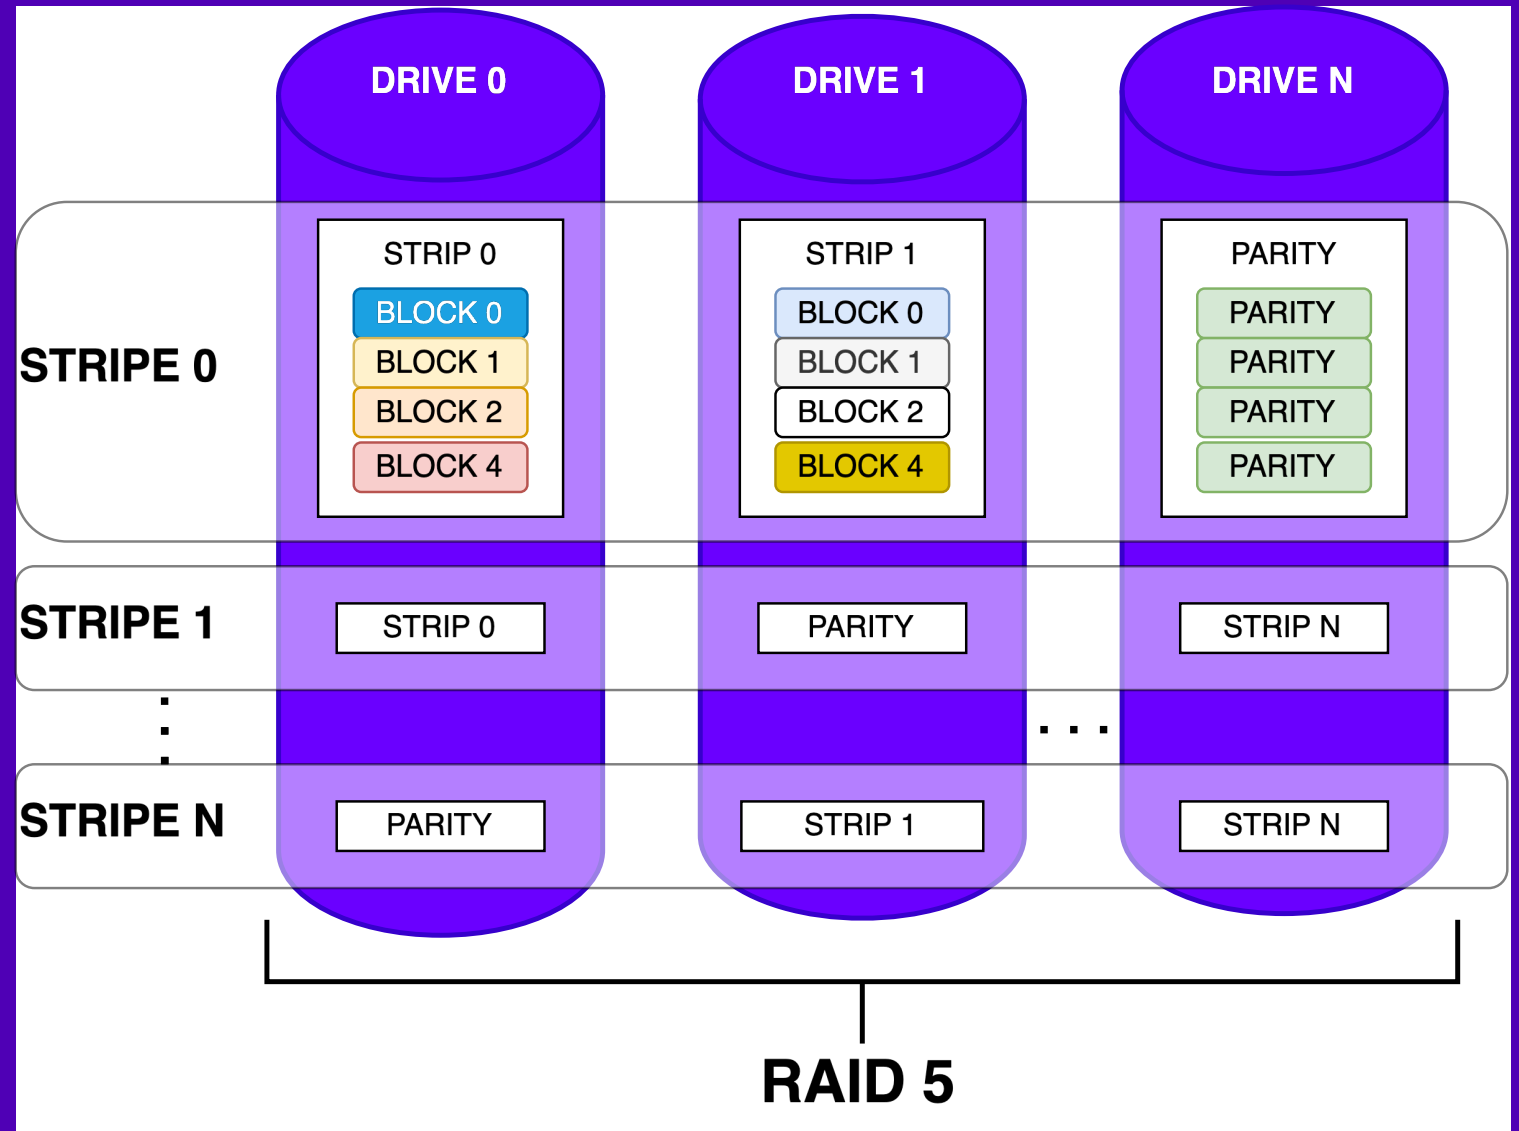 DRIVE 0
DRIVE 1
DRIVE N
STRIPE 0
STRIP 0
BLOCK 0
BLOCK 1
BLOCK 2
BLOCK 4
STRIP 1
BLOCK 0
BLOCK 1
BLOCK 2
BLOCK 4
PARITY
PARITY
PARITY
PARITY
PARITY
STRIPE 1
STRIP 0
PARITY
STRIP N
. . .
STRIPE N
PARITY
STRIP 1
STRIP N
RAID 5